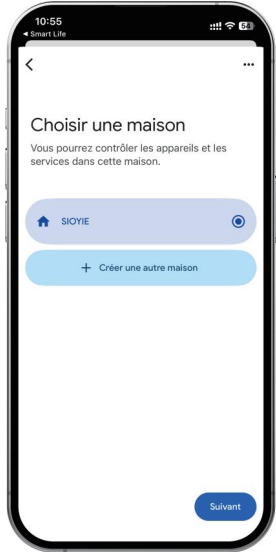 10:55
54
◀ Smart Life
Choisir une maison
Vous pourrez contrôler les appareils et les
services dans cette maison.
SIOYIE
+ Créer une autre maison
Suivant